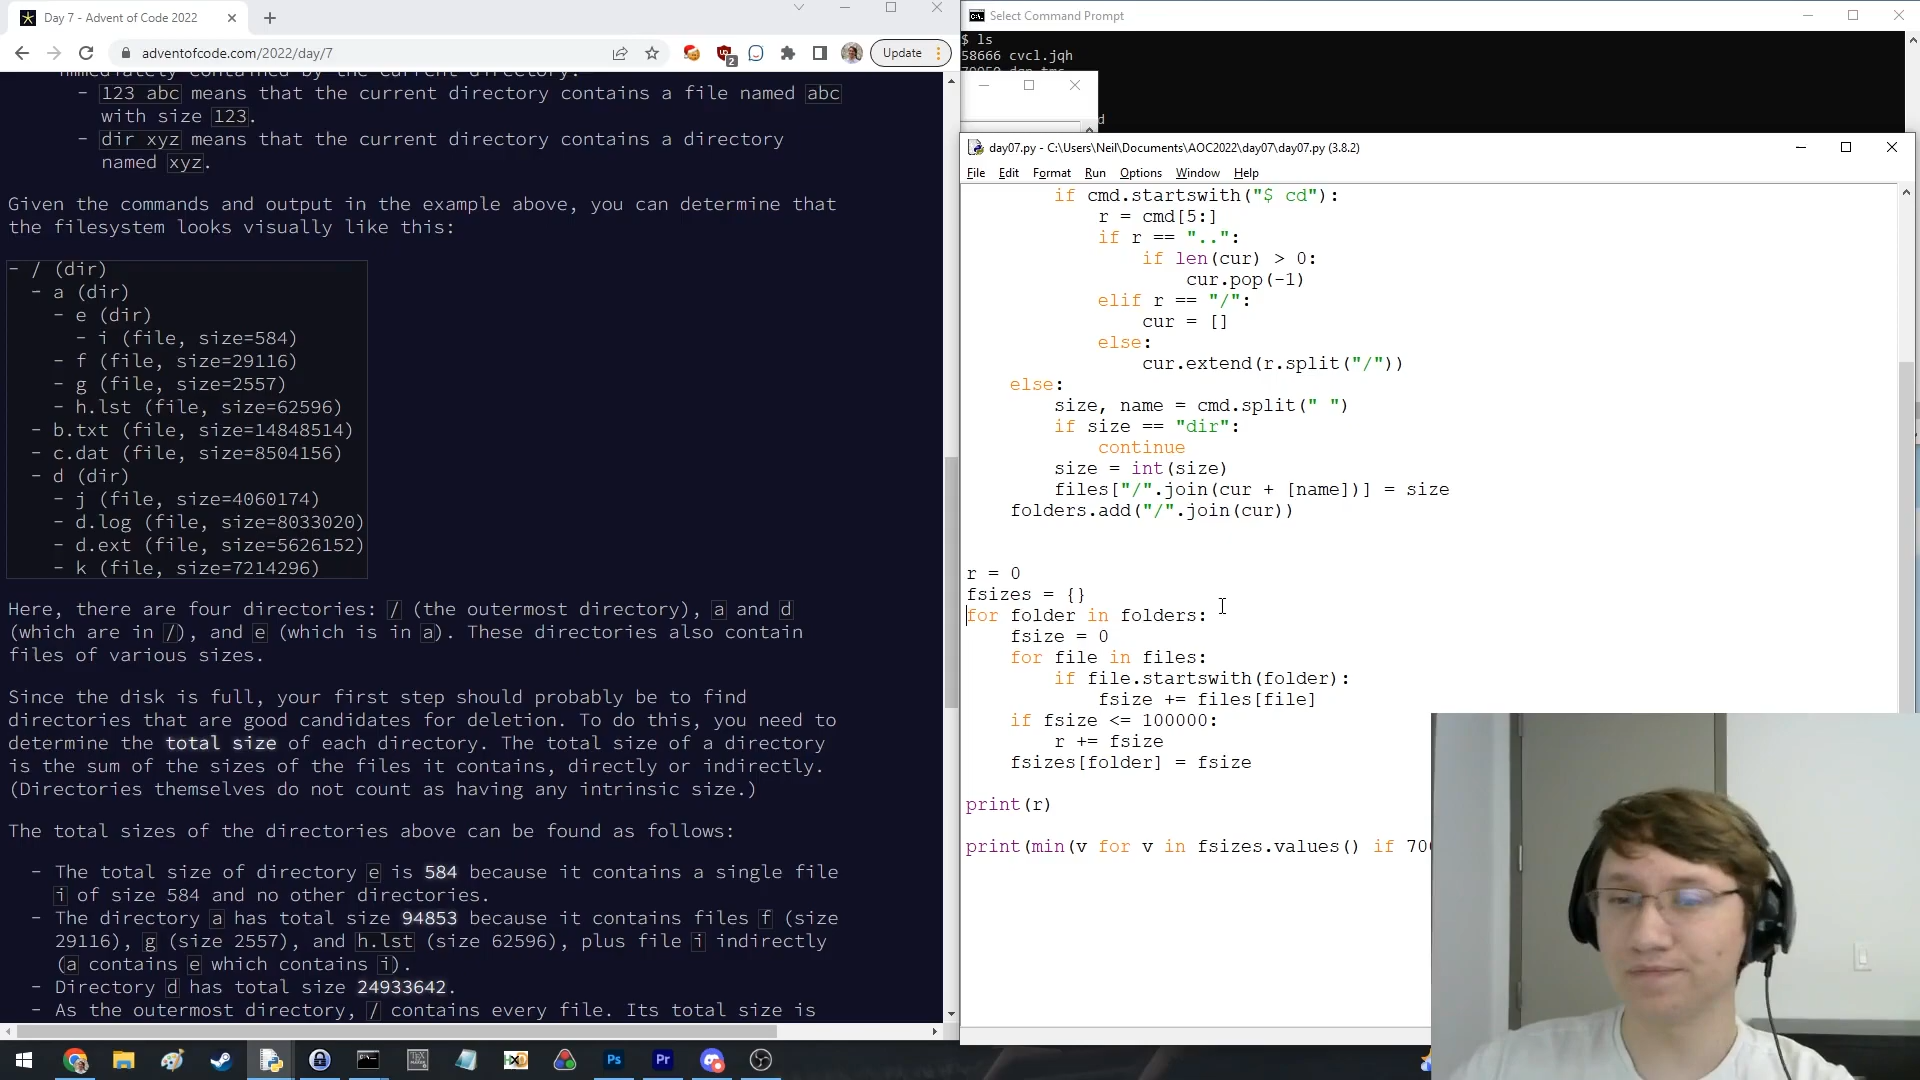 Day 7 - Advent of Code 2022
adventofcode.com/2022/day/7
2
Update
immediately contained by the current directory:
- 123 abc means that the current directory contains a file named abc
with size 123.
- dir xyz means that the current directory contains a directory
named xyz.
Given the commands and output in the example above, you can determine that
the filesystem looks visually like this:
- / (dir)
- a (dir)
- e (dir)
- i (file, size=584)
- f (file, size=29116)
- g (file, size=2557)
- h.lst (file, size=62596)
- b.txt (file, size=14848514)
- c.dat (file, size=8504156)
- d (dir)
- j (file, size=4060174)
- d.log (file, size=8033020)
- d.ext (file, size=5626152)
- k (file, size=7214296)
Here, there are four directories: / (the outermost directory), a and d
(which are in /), and e (which is in a). These directories also contain
files of various sizes.
Since the disk is full, your first step should probably be to find
directories that are good candidates for deletion. To do this, you need to
determine the total size of each directory. The total size of a directory
is the sum of the sizes of the files it contains, directly or indirectly.
(Directories themselves do not count as having any intrinsic size.)
The total sizes of the directories above can be found as follows:
- The total size of directory e is 584 because it contains a single file
i of size 584 and no other directories.
- The directory a has total size 94853 because it contains files f (size
29116), g (size 2557), and h.lst (size 62596), plus file i indirectly
(a contains e which contains i).
- Directory d has total size 24933642.
- As the outermost directory, / contains every file. Its total size is
Select Command Prompt
$ ls
58666 cvcl.jqh
d
day07.py - C:\Users\Neil\Documents\AOC2022\day07\day07.py (3.8.2)
File Edit Format Run Options Window Help
if cmd.startswith("$ cd"):
r = cmd[5:]
if r == "..":
if len(cur) > 0:
cur.pop(-1)
elif r == "/":
cur = []
else:
cur.extend(r.split("/"))
else:
size, name = cmd.split(" ")
if size == "dir":
continue
size = int(size)
files["/".join(cur + [name])] = size
folders.add("/".join(cur))
r = 0
fsizes = {}
for folder in folders:
fsize = 0
for file in files:
if file.startswith(folder):
fsize += files[file]
if fsize <= 100000:
r += fsize
fsizes[folder] = fsize
print(r)
print(min(v for v in fsizes.values() if 70
Ps
Pr